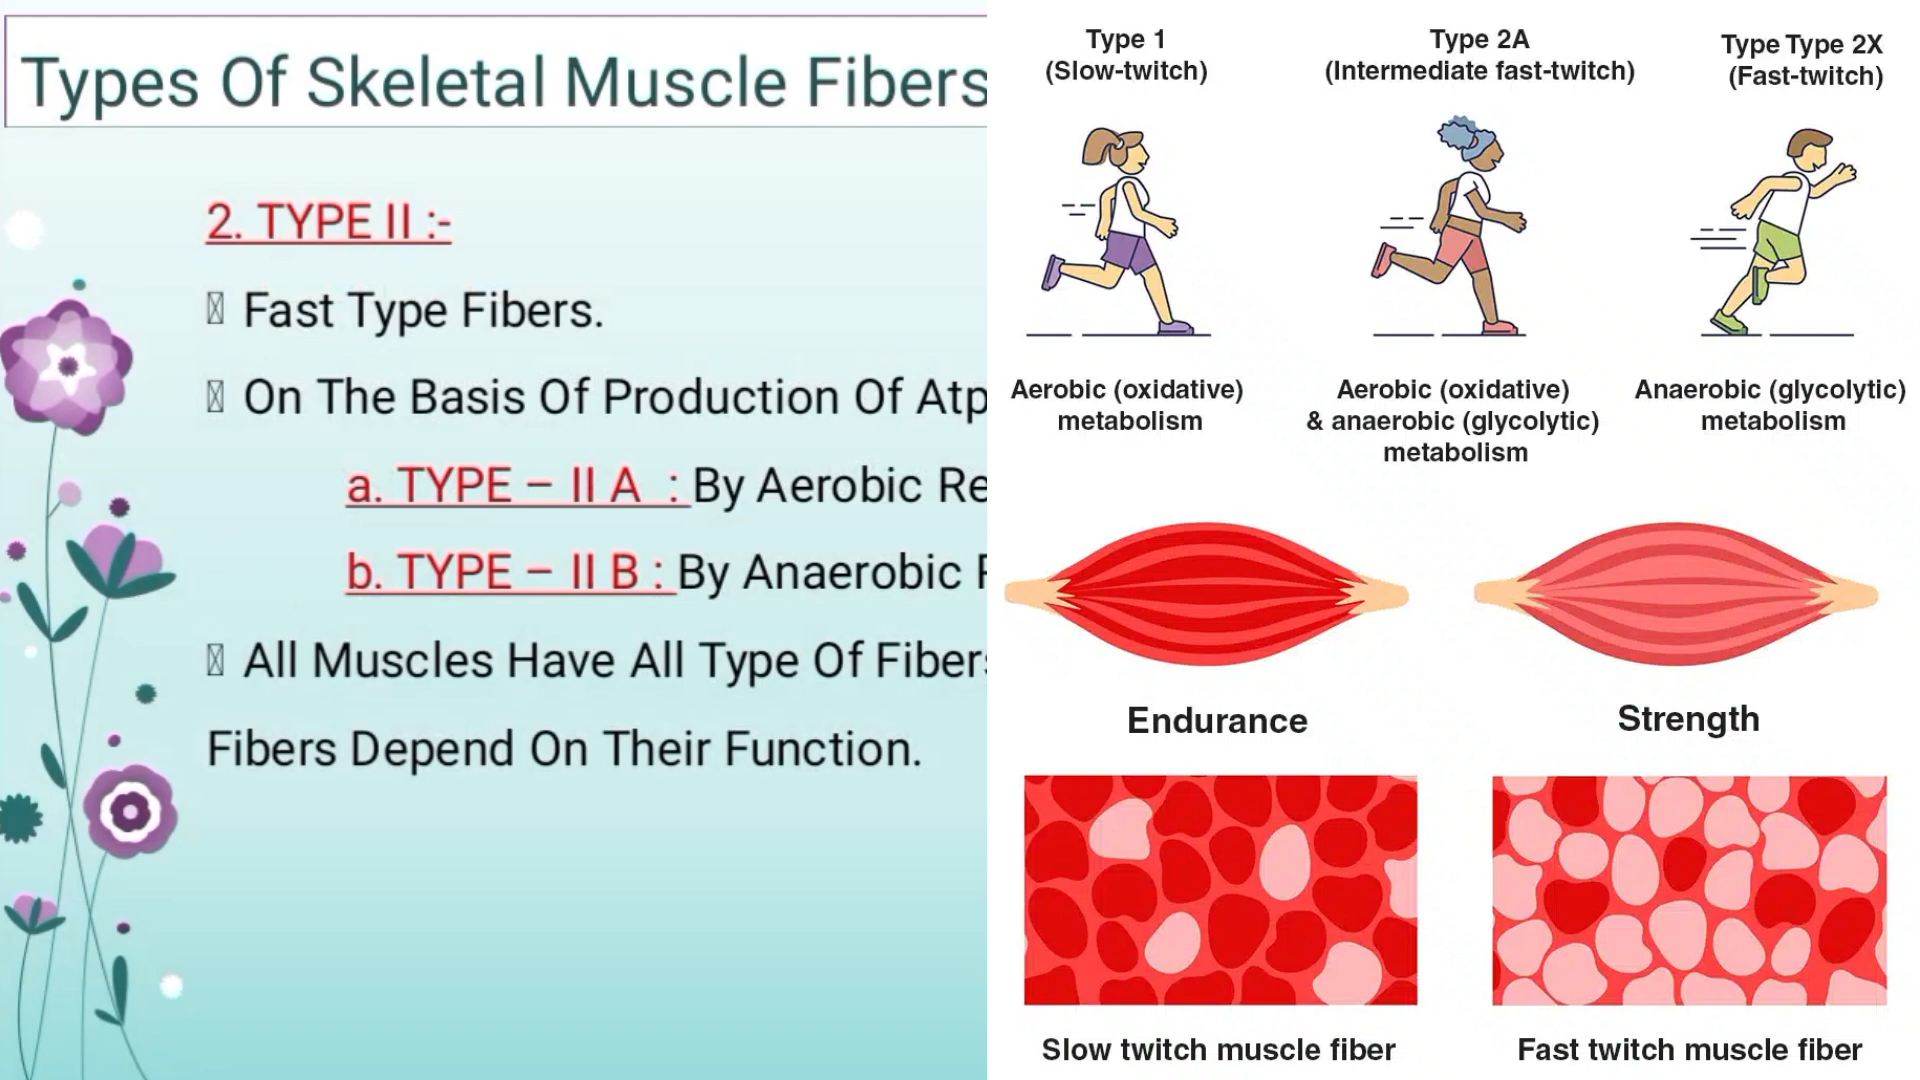 Types Of Skeletal Muscle Fibers
2. TYPE II :-
Fast Type Fibers.
On The Basis Of Production Of Atp
a. TYPE – II A : By Aerobic
b. TYPE – II B : By Anaerobic
All Muscles Have All Type Of Fibers
Fibers Depend On Their Function.
Type 1
(Slow-twitch)
Type 2A
(Intermediate fast-twitch)
Type Type 2X
(Fast-twitch)
Aerobic (oxidative)
metabolism
Aerobic (oxidative)
& anaerobic (glycolytic)
metabolism
Anaerobic (glycolytic)
metabolism
Endurance
Strength
Slow twitch muscle fiber
Fast twitch muscle fiber